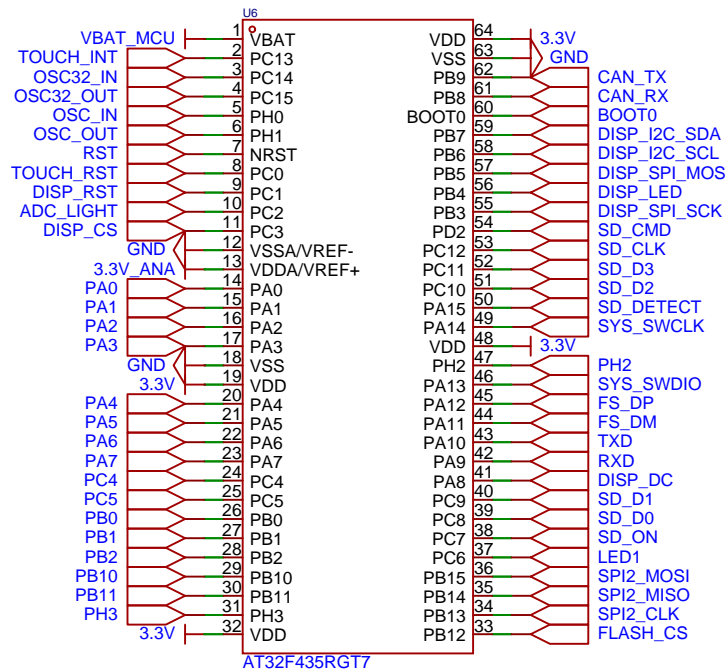 U6
VBAT_MCU 1 VBAT VDD 64 3.3V
TOUCH_INT 2 PC13 VSS 63 GND
OSC32_IN 3 PC14 PB9 62 CAN_TX
OSC32_OUT 4 PC15 PB8 61 CAN_RX
OSC_IN 5 PH0 BOOT0 60 BOOT0
OSC_OUT 6 PH1 PB7 59 DISP_I2C_SDA
RST 7 NRST PB6 58 DISP_I2C_SCL
TOUCH_RST 8 PC0 PB5 57 DISP_SPI_MOS
DISP_RST 9 PC1 PB4 56 DISP_LED
ADC_LIGHT 10 PC2 PB3 55 DISP_SPI_SCK
DISP_CS 11 PC3 PD2 54 SD_CMD
GND 12 VSSA/VREF- PC12 53 SD_CLK
3.3V_ANA 13 VDDA/VREF+ PC11 52 SD_D3
PA0 14 PA0 PC10 51 SD_D2
PA1 15 PA1 PA15 50 SD_DETECT
PA2 16 PA2 PA14 49 SYS_SWCLK
PA3 17 PA3 VDD 48 3.3V
GND 18 VSS PH2 47 PH2
3.3V 19 VDD PA13 46 SYS_SWDIO
PA4 20 PA4 PA12 45 FS_DP
PA5 21 PA5 PA11 44 FS_DM
PA6 22 PA6 PA10 43 TXD
PA7 23 PA7 PA9 42 RXD
PC4 24 PC4 PA8 41 DISP_DC
PC5 25 PC5 PC9 40 SD_D1
PB0 26 PB0 PC8 39 SD_D0
PB1 27 PB1 PC7 38 SD_ON
PB2 28 PB2 PC6 37 LED1
PB10 29 PB10 PB15 36 SPI2_MOSI
PB11 30 PB11 PB14 35 SPI2_MISO
PH3 31 PH3 PB13 34 SPI2_CLK
3.3V 32 VDD PB12 33 FLASH_CS
AT32F435RGT7